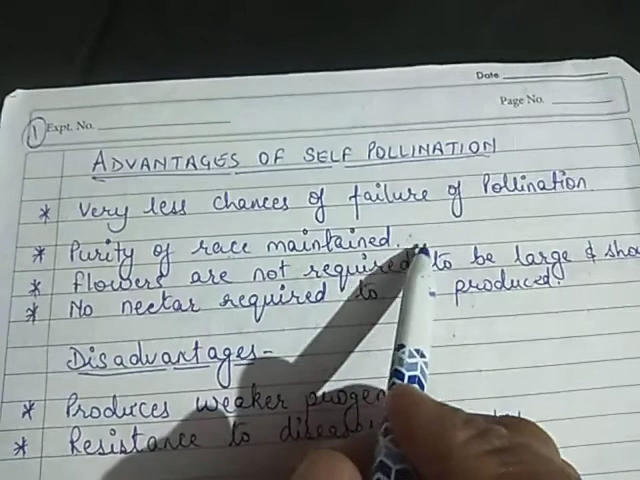 Date
Page No.
1 Expt. No.
ADVANTAGES OF SELF POLLINATION
* Very less chances of failure of Pollination
* Purity of race maintained.
* Flowers are not required to be large & sho
* No nectar required to produced.
Disadvantages-
* Produces weaker
* Resistance to